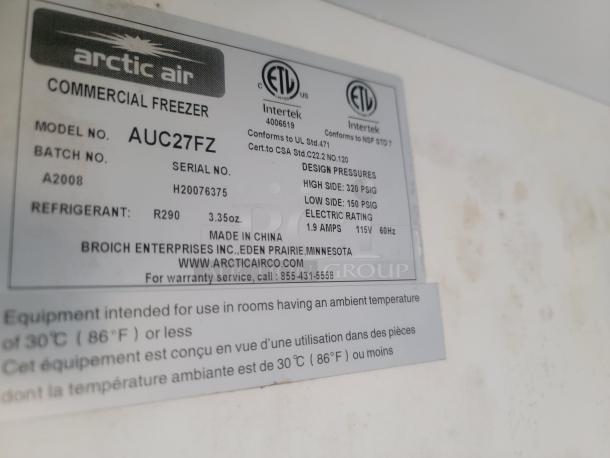 arctic air
COMMERCIAL FREEZER
C ETL US
Intertek
4006519
Conforms to UL Std.471
Cert.to CSA Std.C22.2 NO.120
ETL
Intertek
Conforms to NSF STD 7
MODEL NO. AUC27FZ
BATCH NO.
A2008
SERIAL NO.
H20076375
DESIGN PRESSURES
HIGH SIDE: 320 PSIG
LOW SIDE: 150 PSIG
REFRIGERANT: R290 3.35oz.
ELECTRIC RATING
1.9 AMPS 115V 60Hz
MADE IN CHINA
BROICH ENTERPRISES INC.,EDEN PRAIRIE,MINNESOTA
WWW.ARCTICAIRCO.COM
For warranty service, call : 855-431-5558
GROUP
Equipment intended for use in rooms having an ambient temperature
of 30°C ( 86°F ) or less
Cet équipement est conçu en vue d'une utilisation dans des pièces
dont la température ambiante est de 30°C ( 86°F ) ou moins